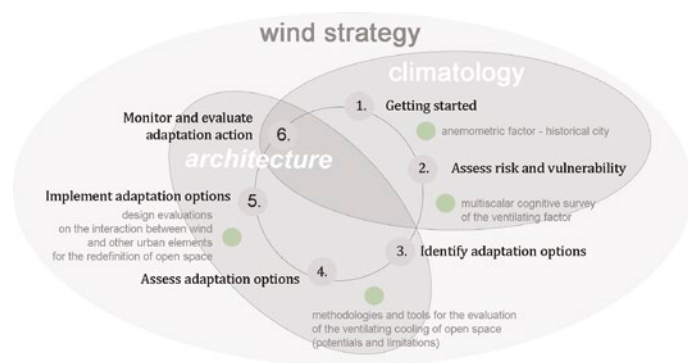 wind strategy
climatology
1.
Getting started
anemometric factor - historical city
Monitor and evaluate
adaptation action
6.
architecture
2.
Assess risk and vulnerability
multiscalar cognitive survey
of the ventilating factor
Implement adaptation options
5.
design evaluations
on the interaction between wind
and other urban elements
for the redefinition of open space
3.
Identify adaptation options
4.
Assess adaptation options
methodologies and tools for the evaluation
of the ventilating cooling of open space
(potentials and limitations)